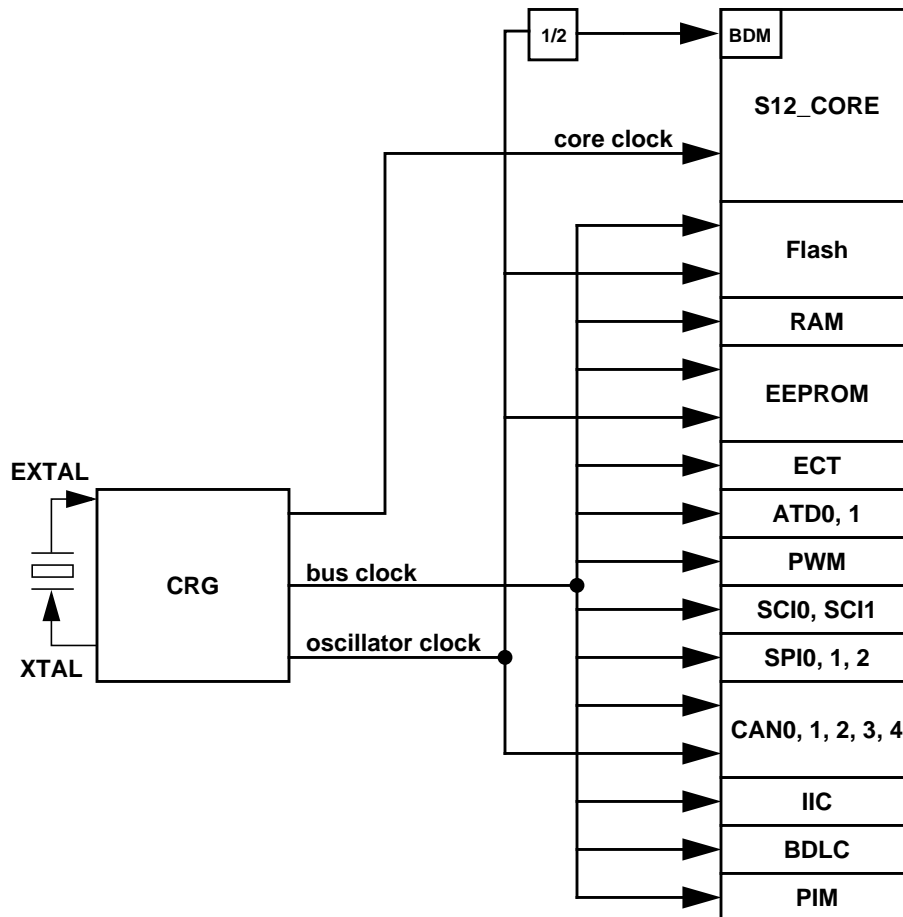 1/2
BDM
S12_CORE
core clock
Flash
RAM
EEPROM
ECT
EXTAL
ATD0, 1
PWM
bus clock
CRG
SCI0, SCI1
oscillator clock
SPI0, 1, 2
XTAL
CAN0, 1, 2, 3, 4
IIC
BDLC
PIM